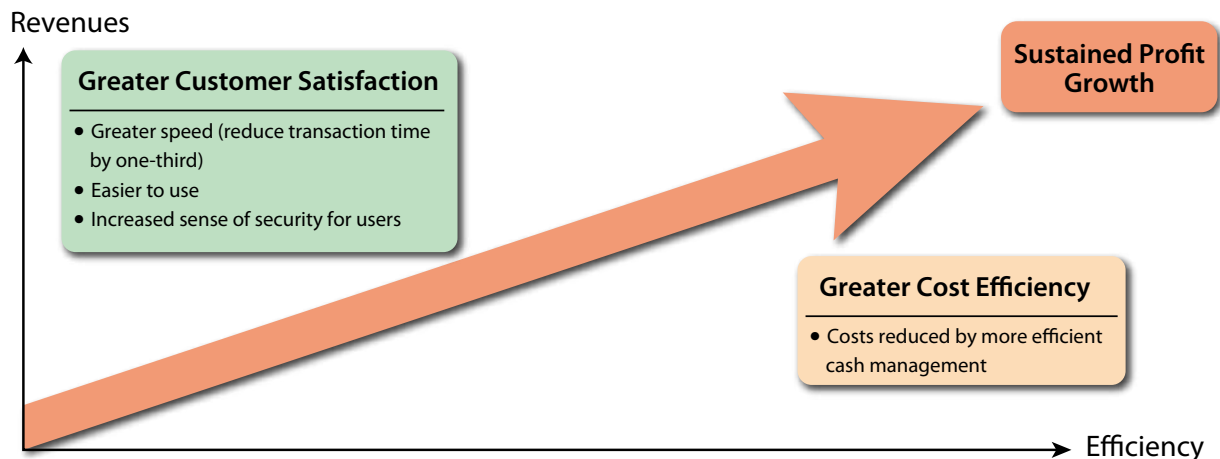 Revenues
Greater Customer Satisfaction
• Greater speed (reduce transaction time
by one-third)
• Easier to use
• Increased sense of security for users
Sustained Profit
Growth
Greater Cost Efficiency
• Costs reduced by more efficient
cash management
Efficiency